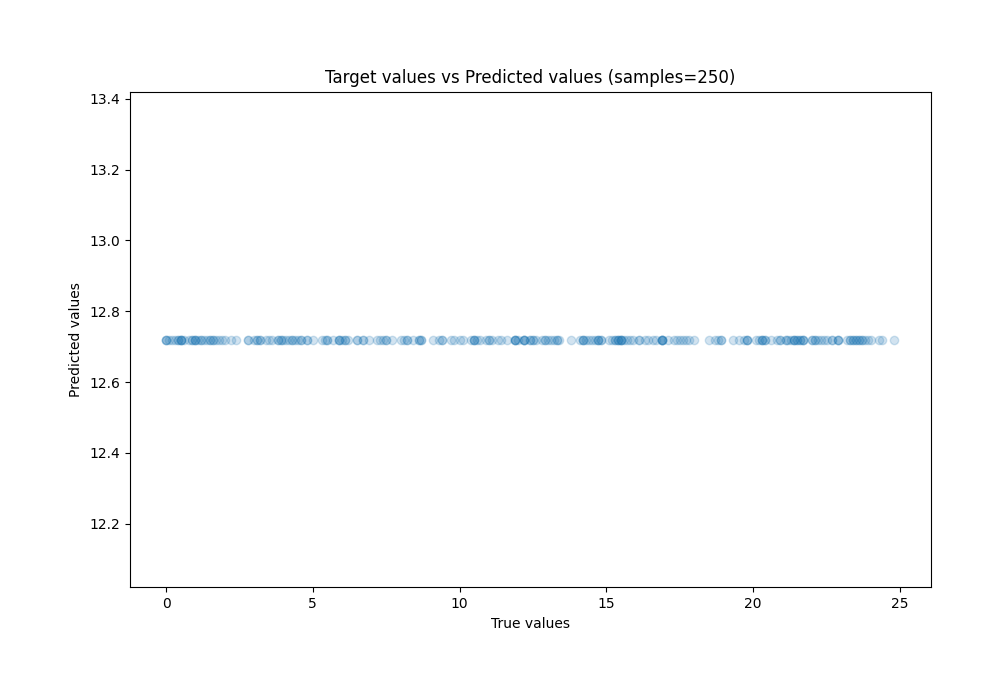 Target values vs Predicted values (samples=250)
13.4
13.2
13.0
12.8
12.6
12.4
12.2
Predicted values
0 5 10 15 20 25
True values